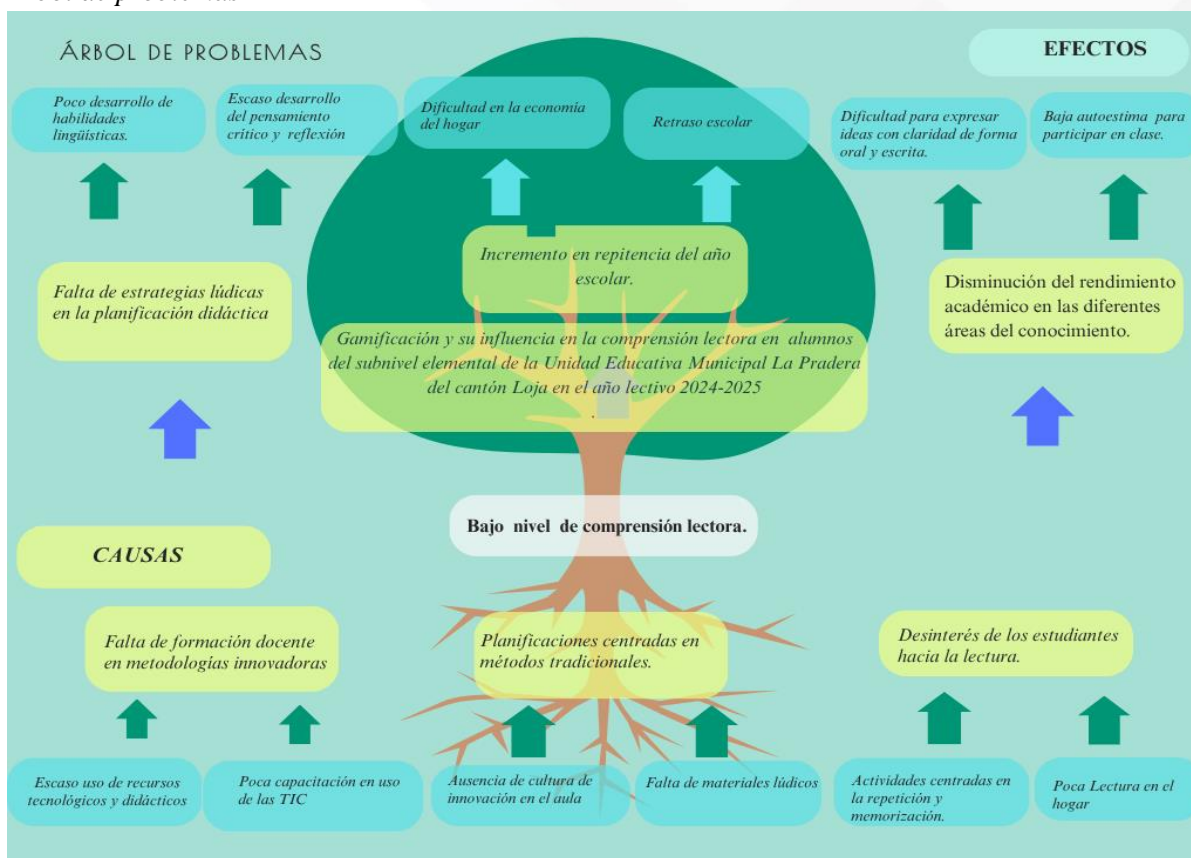 ÁRBOL DE PROBLEMAS
EFECTOS
Poco desarrollo de
habilidades
lingüísticas.
Escaso desarrollo
del pensamiento
critico y reflexión
Dificultad en la economía
del hogar
Retraso escolar
Dificultad para expresar
ideas con claridad de forma
oral y escrita.
Baja autoestima para
participar en clase.
Falta de estrategias lúdicas
en la planificación didáctica
Incremento en repitencia del año
escolar.
Disminución del rendimiento
académico en las diferentes
áreas del conocimiento.
Gamificación y su influencia en la comprensión lectora en alumnos
del subnivel elemental de la Unidad Educativa Municipal La Pradera
del cantón Loja en el año lectivo 2024-2025
.
Bajo nivel de comprensión lectora.
CAUSAS
Falta de formación docente
en metodologías innovadoras
Planificaciones centradas en
métodos tradicionales.
Desinterés de los estudiantes
hacia la lectura.
Escaso uso de recursos
tecnológicos y didácticos
Poca capacitación en uso
de las TIC
Ausencia de cultura de
innovación en el aula
Falta de materiales lúdicos
Actividades centradas en
la repetición y
memorización.
Poca Lectura en el
hogar